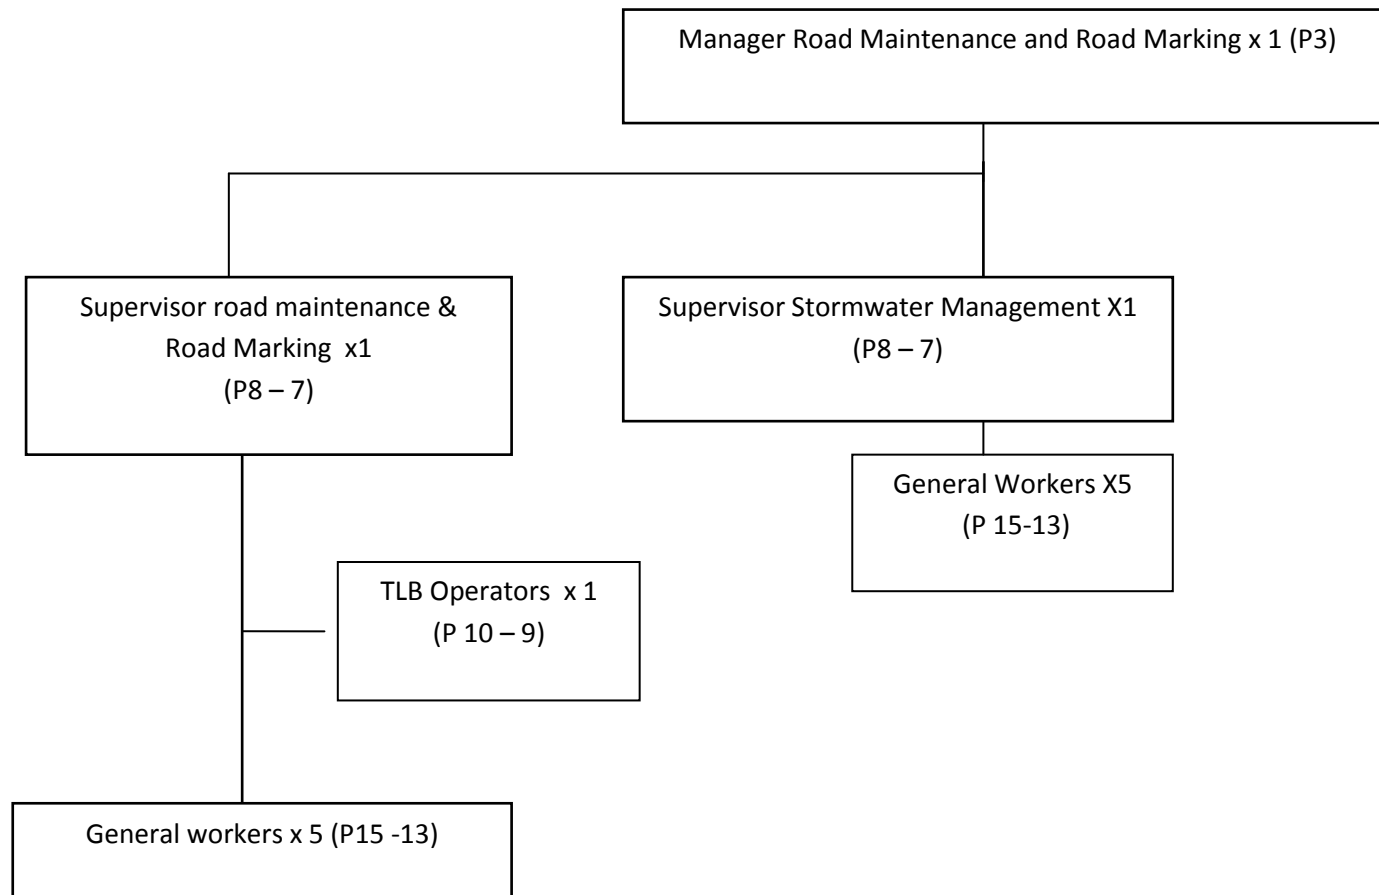 Manager Road Maintenance and Road Marking x 1 (P3)
Supervisor road maintenance &
Road Marking  x1
(P8 – 7)
Supervisor Stormwater Management X1
(P8 – 7)
General Workers X5
(P 15-13)
TLB Operators  x 1
(P 10 – 9)
General workers x 5 (P15 -13)